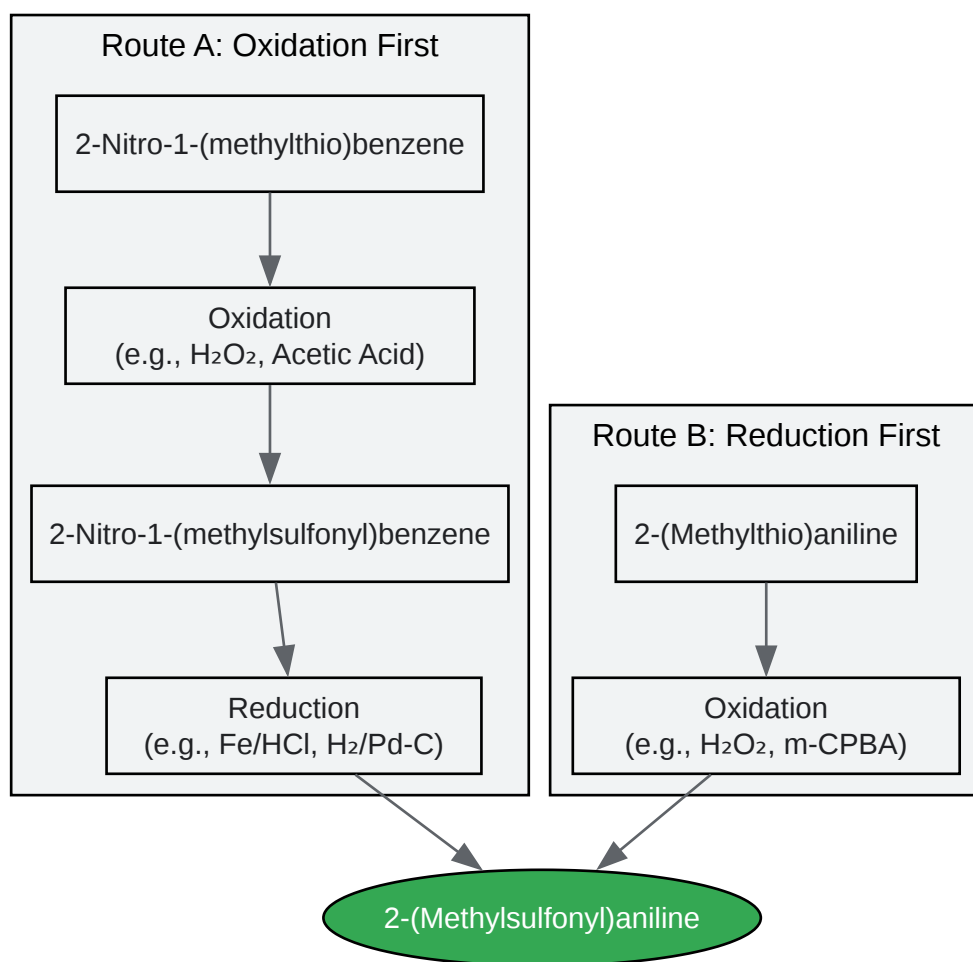 Route A: Oxidation First
2-Nitro-1-(methylthio)benzene
Oxidation
(e.g., H₂O₂, Acetic Acid)
2-Nitro-1-(methylsulfonyl)benzene
Reduction
(e.g., Fe/HCl, H₂/Pd-C)
Route B: Reduction First
2-(Methylthio)aniline
Oxidation
(e.g., H₂O₂, m-CPBA)
2-(Methylsulfonyl)aniline